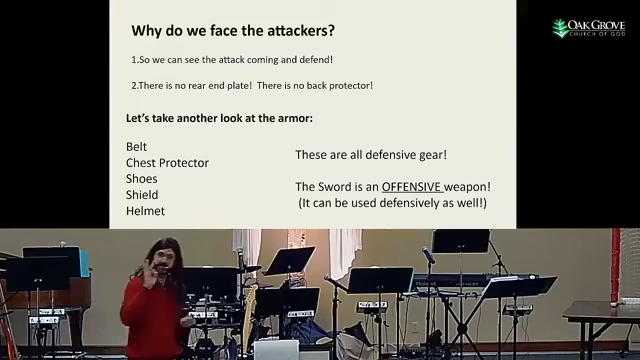 Why do we face the attackers?
OAK GROVE
CHURCH OF GOD
1.So we can see the attack coming and defend!
2.There is no rear end plate! There is no back protector!
Let's take another look at the armor:
Belt
Chest Protector
Shoes
Shield
Helmet
These are all defensive gear!
The Sword is an OFFENSIVE weapon!
(It can be used defensively as well!)
Roland